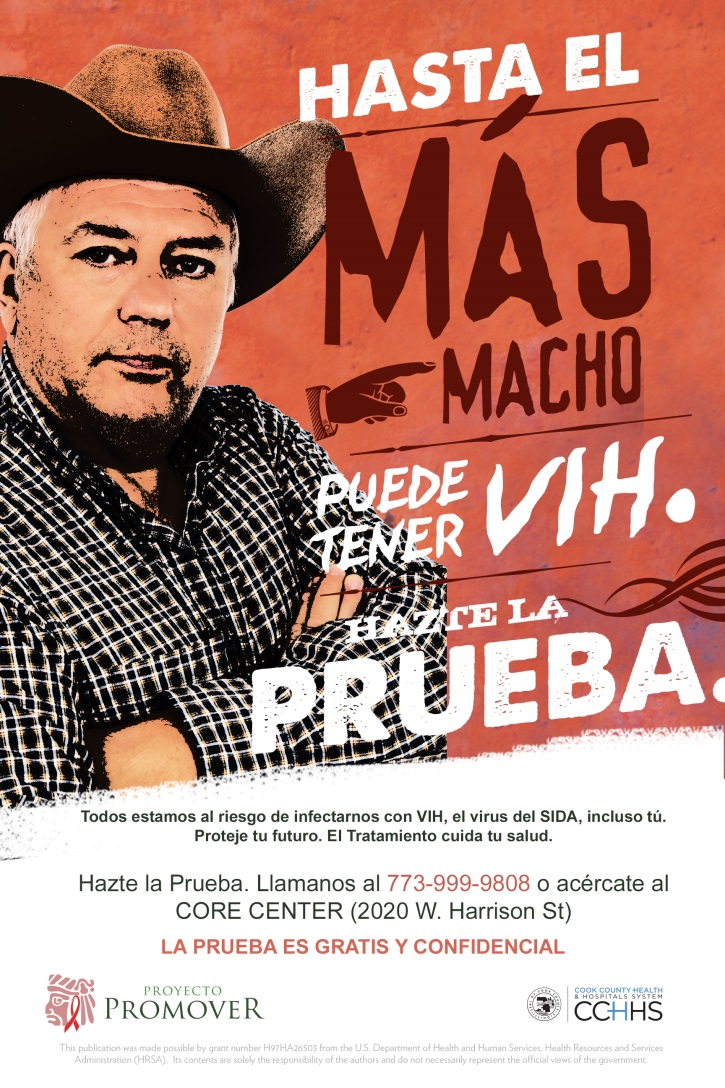 HASTA EL
MÁS
MACHO
PUEDE
TENER VIH.
HAZTE LA
PRUEBA.
Todos estamos al riesgo de infectarnos con VIH, el virus del SIDA, incluso tú.
Proteje tu futuro. El Tratamiento cuida tu salud.
Hazte la Prueba. Llamanos al 773-999-9808 o acércate al
CORE CENTER (2020 W. Harrison St)
LA PRUEBA ES GRATIS Y CONFIDENCIAL
PROYECTO
PROMOVER
COOK COUNTY HEALTH
& HOSPITALS SYSTEM
CCHHS
This publication was made possible by grant number H97HA26503 from the U.S. Department of Health and Human Services, Health Resources and Services
Administration (HRSA). Its contents are solely the responsibility of the authors and do not necessarily represent the official views of the government.